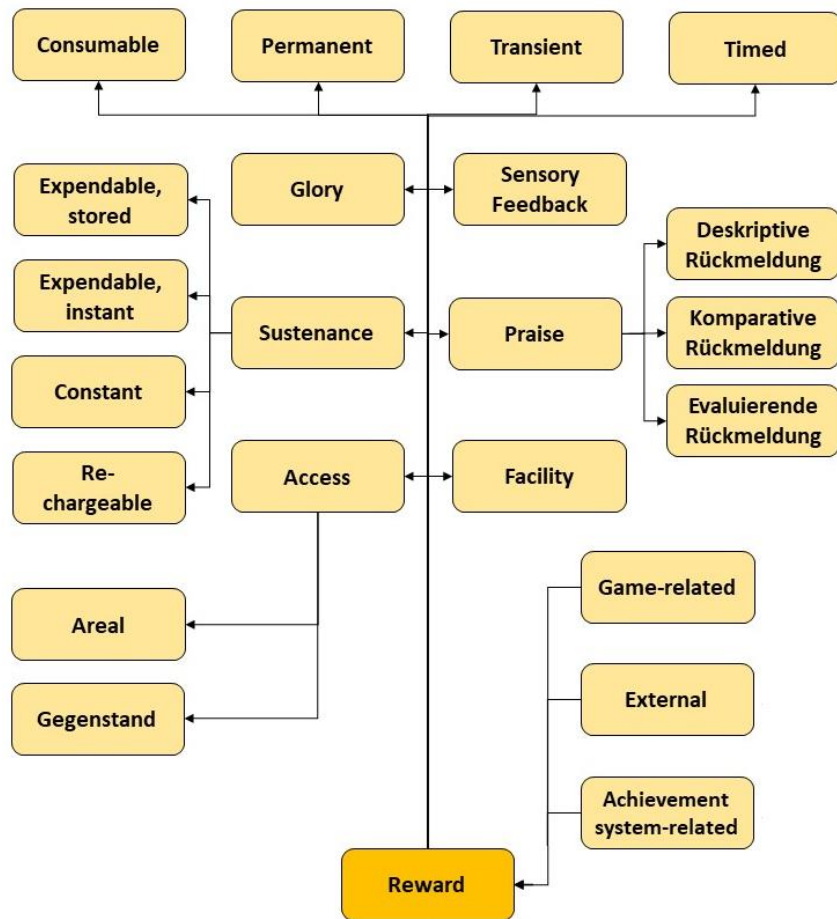 Consumable
Permanent
Transient
Timed
Expendable,
stored
Glory
Sensory
Feedback
Deskriptive
Rückmeldung
Expendable,
instant
Sustenance
Praise
Komparative
Rückmeldung
Constant
Evaluierende
Rückmeldung
Re-
chargeable
Access
Facility
Game-related
Areal
External
Gegenstand
Achievement
system-related
Reward